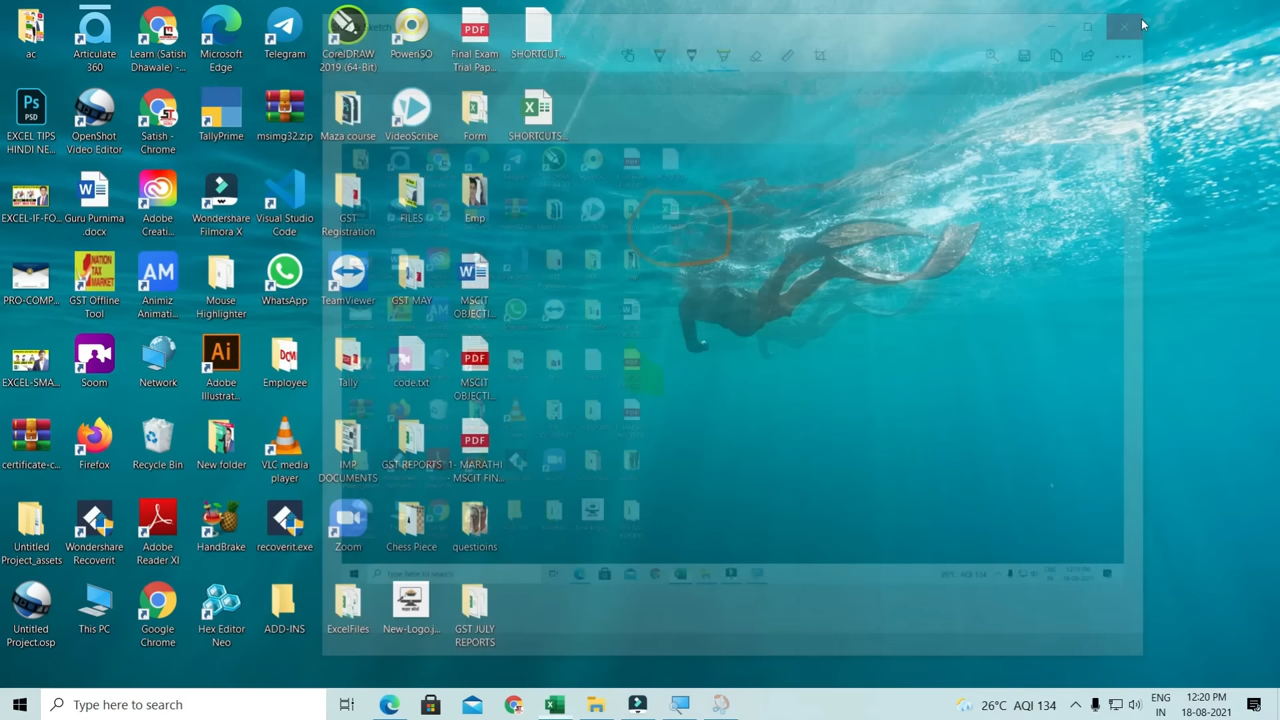 ac
Articulate
360
Learn (Satish
Dhawale) -...
Microsoft
Edge
Telegram
CorelDRAW
2019 (64-Bit)
PowerISO
Final Exam
Trial Pap...
SHORTCUT...
EXCEL TIPS
HINDI NE...
OpenShot
Video Editor
Satish -
Chrome
TallyPrime
msimg32.zip
Maza course
VideoScribe
Form
SHORTCUTS...
EXCEL-IF-FO...
Guru Purnima
.docx
Adobe
Creati...
Wondershare
Filmora X
Visual Studio
Code
GST
Registration
FILES
Emp
PRO-COMP...
GST Offline
Tool
Animiz
Animati...
Mouse
Highlighter
WhatsApp
TeamViewer
GST MAY
MSCIT
OBJECTI...
EXCEL-SMA...
Soom
Network
Adobe
Illustrat...
Employee
Tally
code.txt
MSCIT
OBJECTI...
certificate-c...
Firefox
Recycle Bin
New folder
VLC media
player
IMP
DOCUMENTS
GST REPORTS
1- MARATHI
- MSCIT FIN...
Untitled
Project_assets
Wondershare
Recoverit
Adobe
Reader XI
HandBrake
recoverit.exe
Zoom
Chess Piece
questioins
Untitled
Project.osp
This PC
Google
Chrome
Hex Editor
Neo
ADD-INS
ExcelFiles
New-Logo.j...
GST JULY
REPORTS
Type here to search
26°C AQI 134
ENG
IN
12:20 PM
18-08-2021